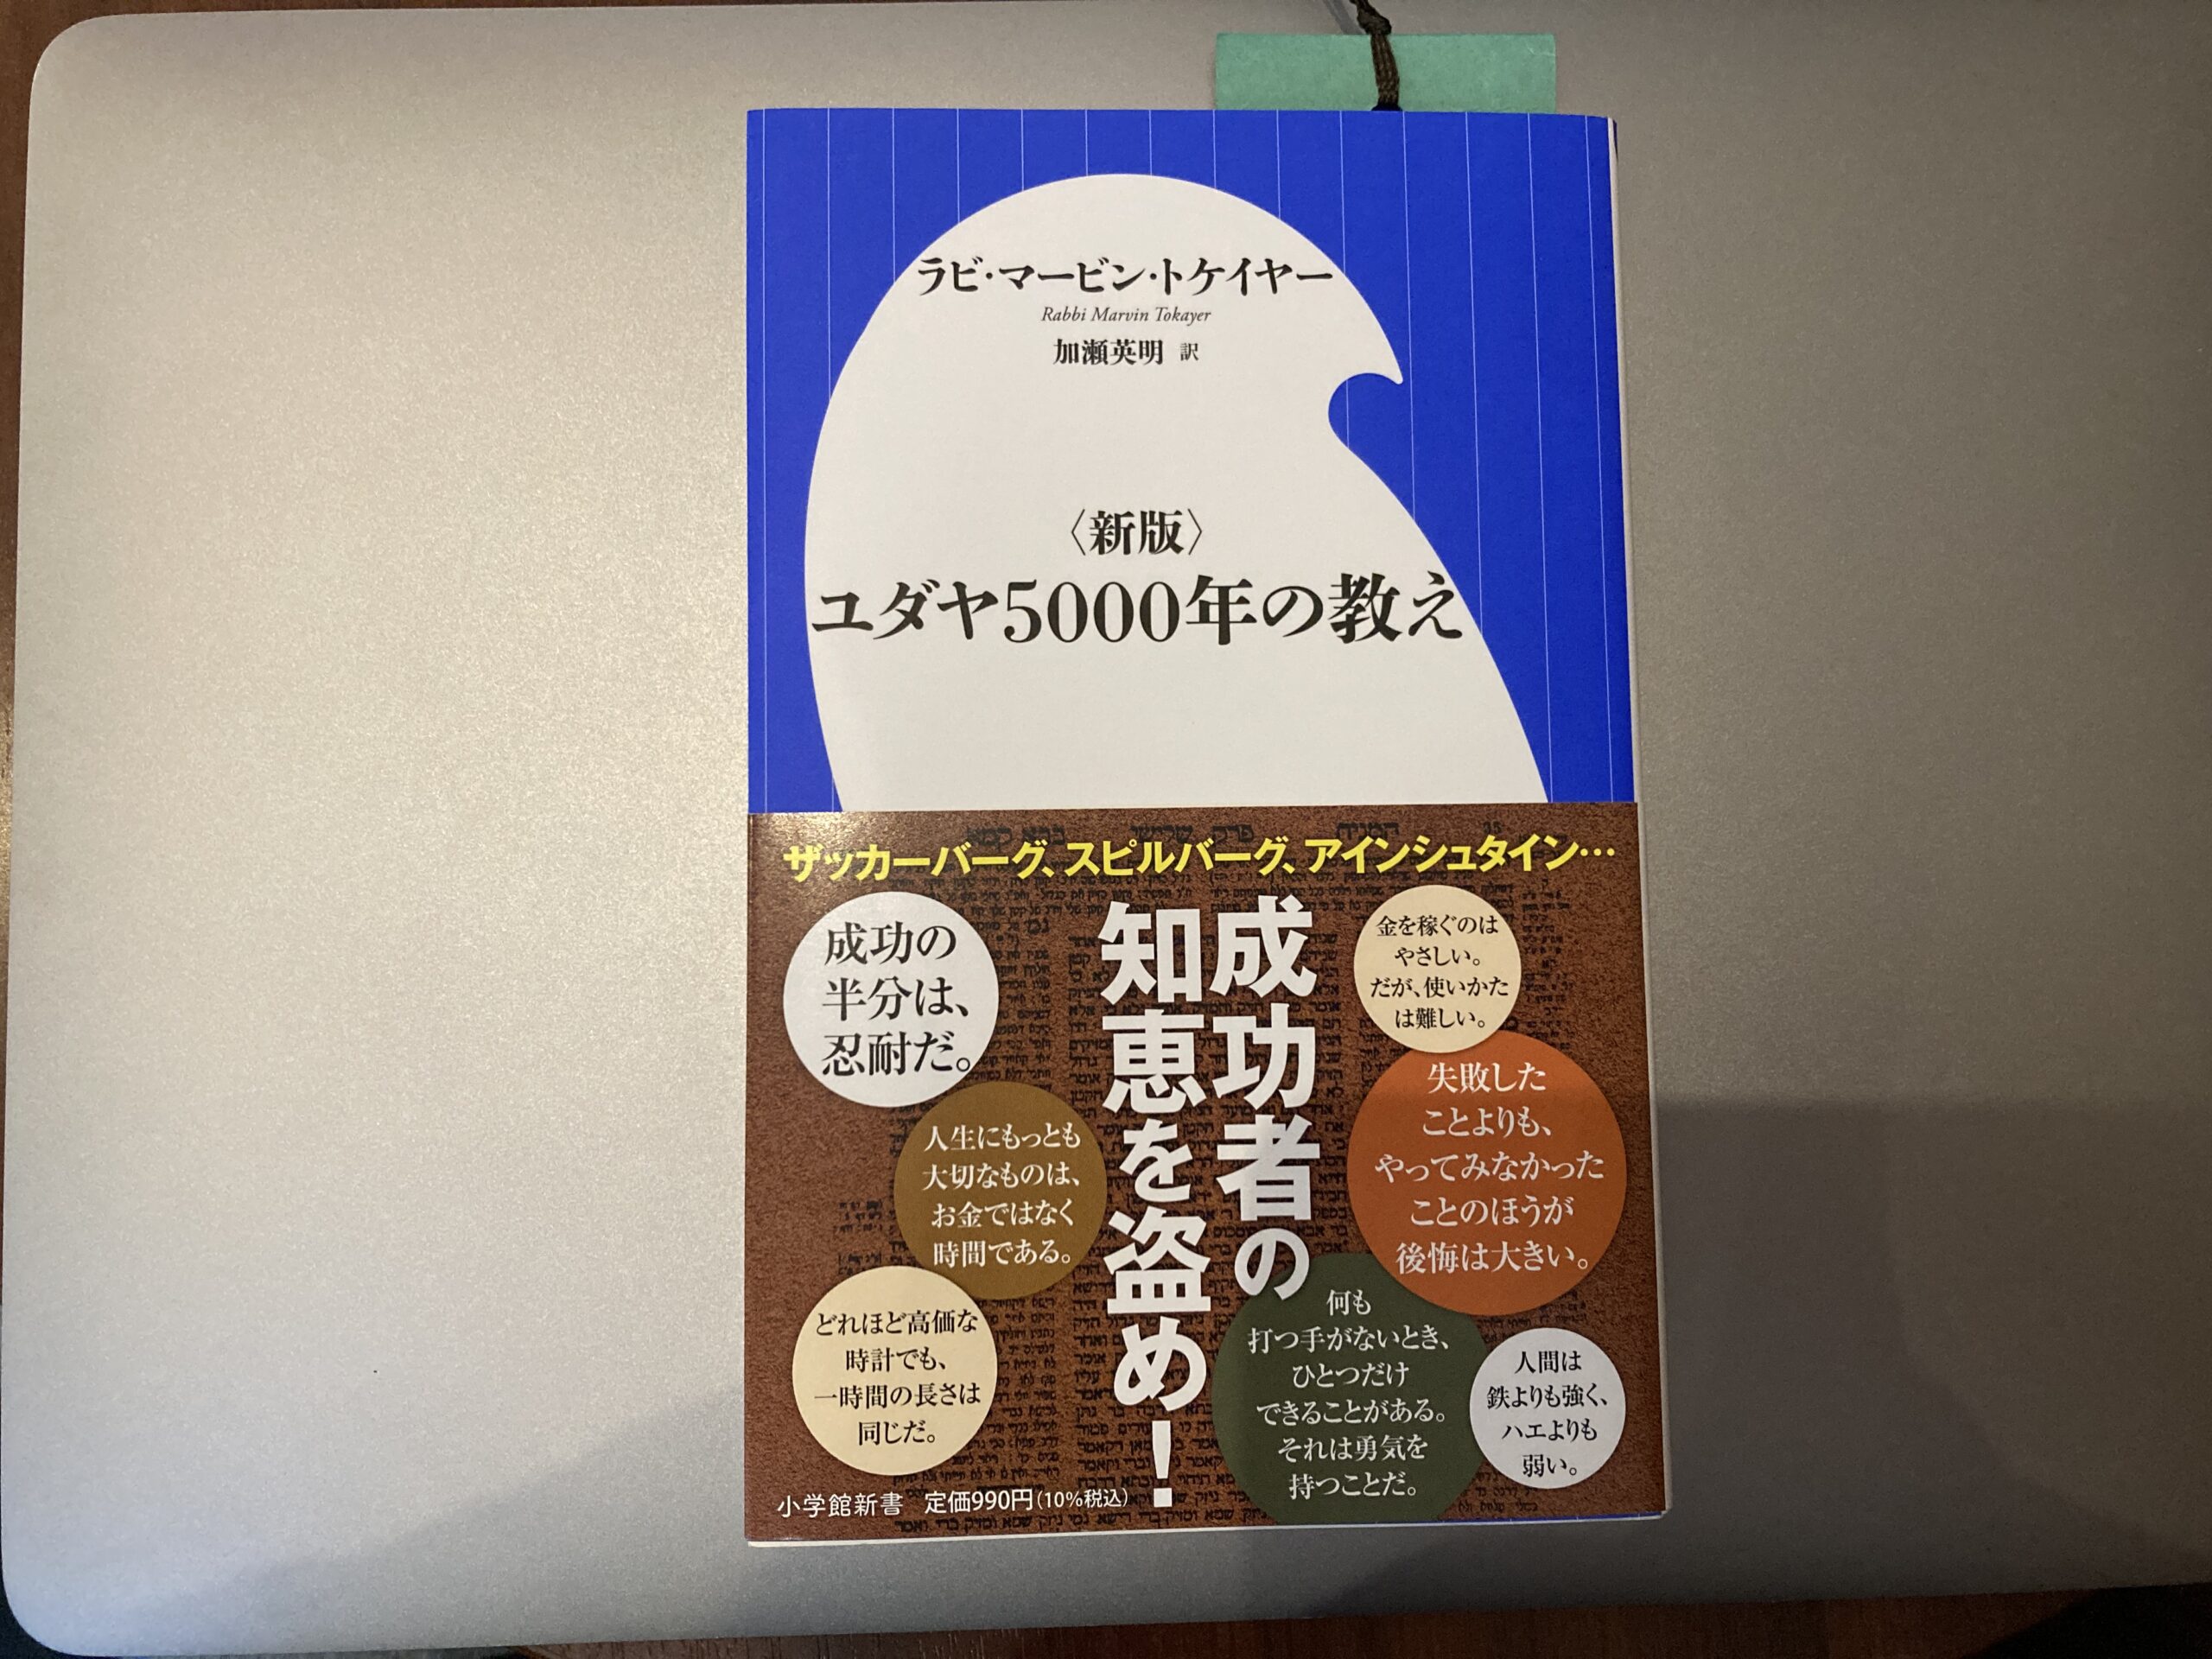 ラビ・マービン・トケイヤー
Rabbi Marvin Tokayer
加瀬英明 訳
〈新版〉
ユダヤ5000年の教え
ザッカーバーグ、スピルバーグ、アインシュタイン…
成功者の
知恵を盗め!
成功の
半分は、
忍耐だ。
金を稼ぐのは
やさしい。
だが、使いかた
は難しい。
人生にもっとも
大切なものは、
お金ではなく
時間である。
失敗した
ことよりも、
やってみなかった
ことのほうが
後悔は大きい。
どれほど高価な
時計でも、
一時間の長さは
同じだ。
何も
打つ手がないとき、
ひとつだけ
できることがある。
それは勇気を
持つことだ。
人間は
鉄よりも強く、
ハエよりも
弱い。
小学館新書 定価990円(10%税込)